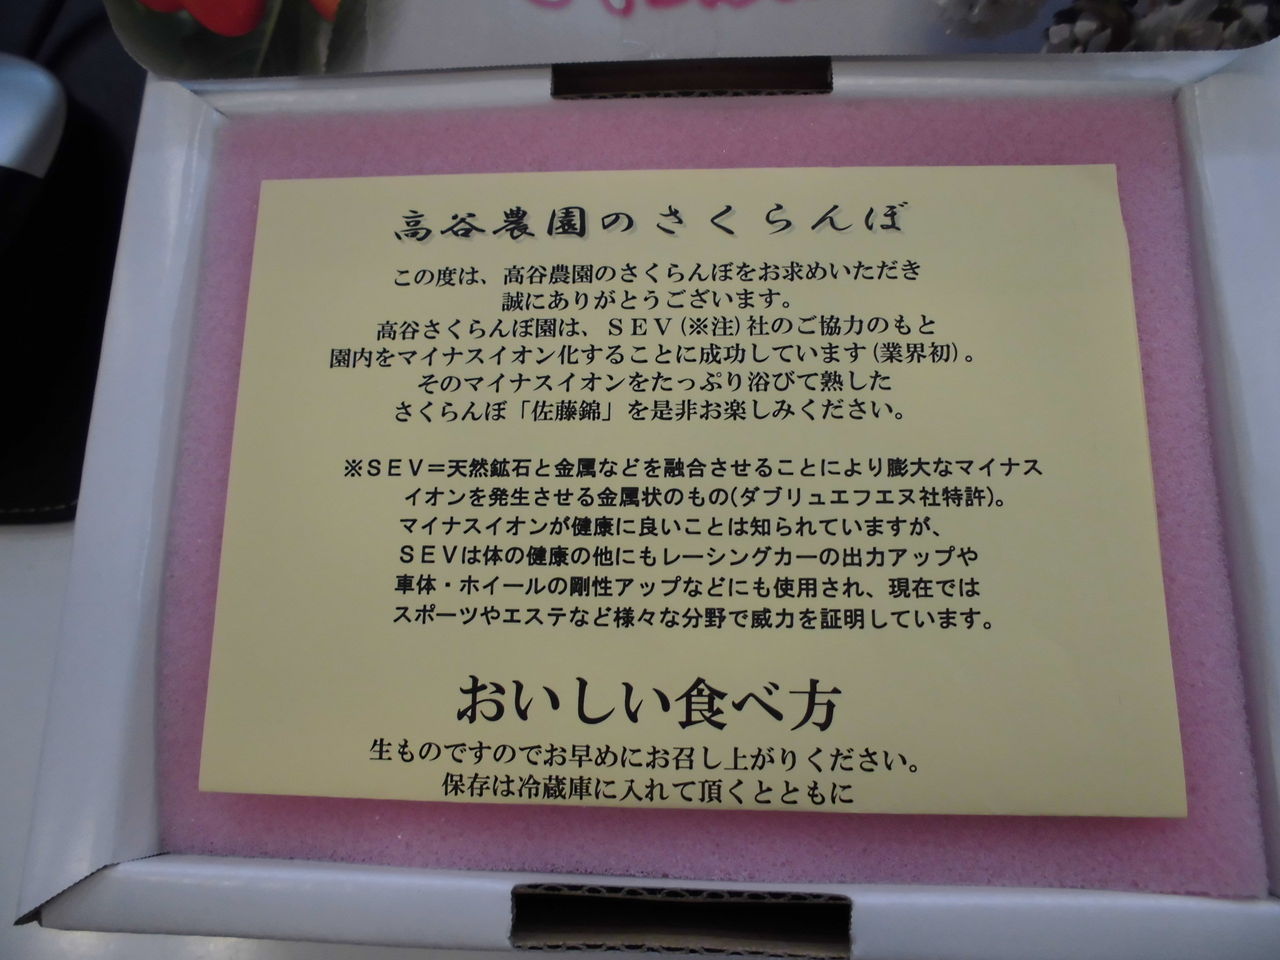 高谷農園のさくらんぼ
この度は、高谷農園のさくらんぼをお求めいただき
誠にありがとうございます。
高谷さくらんぼ園は、ＳＥＶ(※注)社のご協力のもと
園内をマイナスイオン化することに成功しています(業界初)。
そのマイナスイオンをたっぷり浴びて熟した
さくらんぼ「佐藤錦」を是非お楽しみください。
※ＳＥＶ＝天然鉱石と金属などを融合させることにより膨大なマイナス
イオンを発生させる金属状のもの(ダブリュエフエヌ社特許)。
マイナスイオンが健康に良いことは知られていますが、
ＳＥＶは体の健康の他にもレーシングカーの出力アップや
車体・ホイールの剛性アップなどにも使用され、現在では
スポーツやエステなど様々な分野で威力を証明しています。
おいしい食べ方
生ものですのでお早めにお召し上がりください。
保存は冷蔵庫に入れて頂くとともに